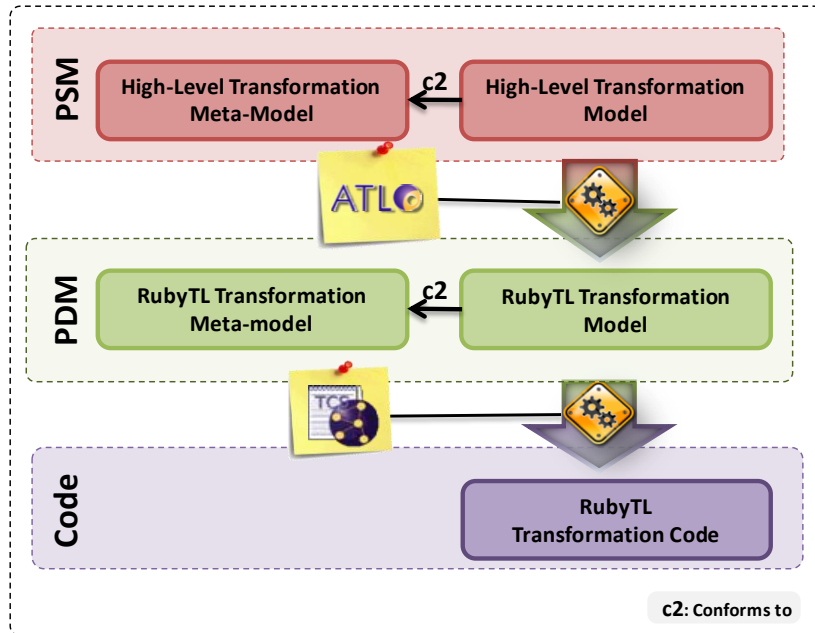 PSM
High-Level Transformation
Meta-Model
c2
High-Level Transformation
Model
ATL
PDM
RubyTL Transformation
Meta-model
c2
RubyTL Transformation
Model
TCS
Code
RubyTL
Transformation Code
c2: Conforms to